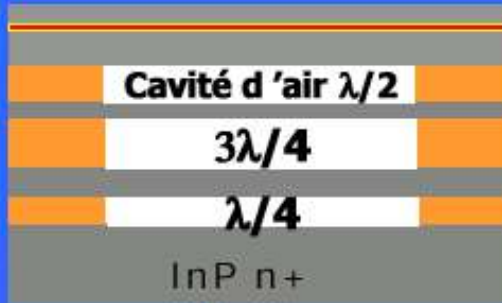 Cavité d 'air λ/2
3λ/4
λ/4
InP n+